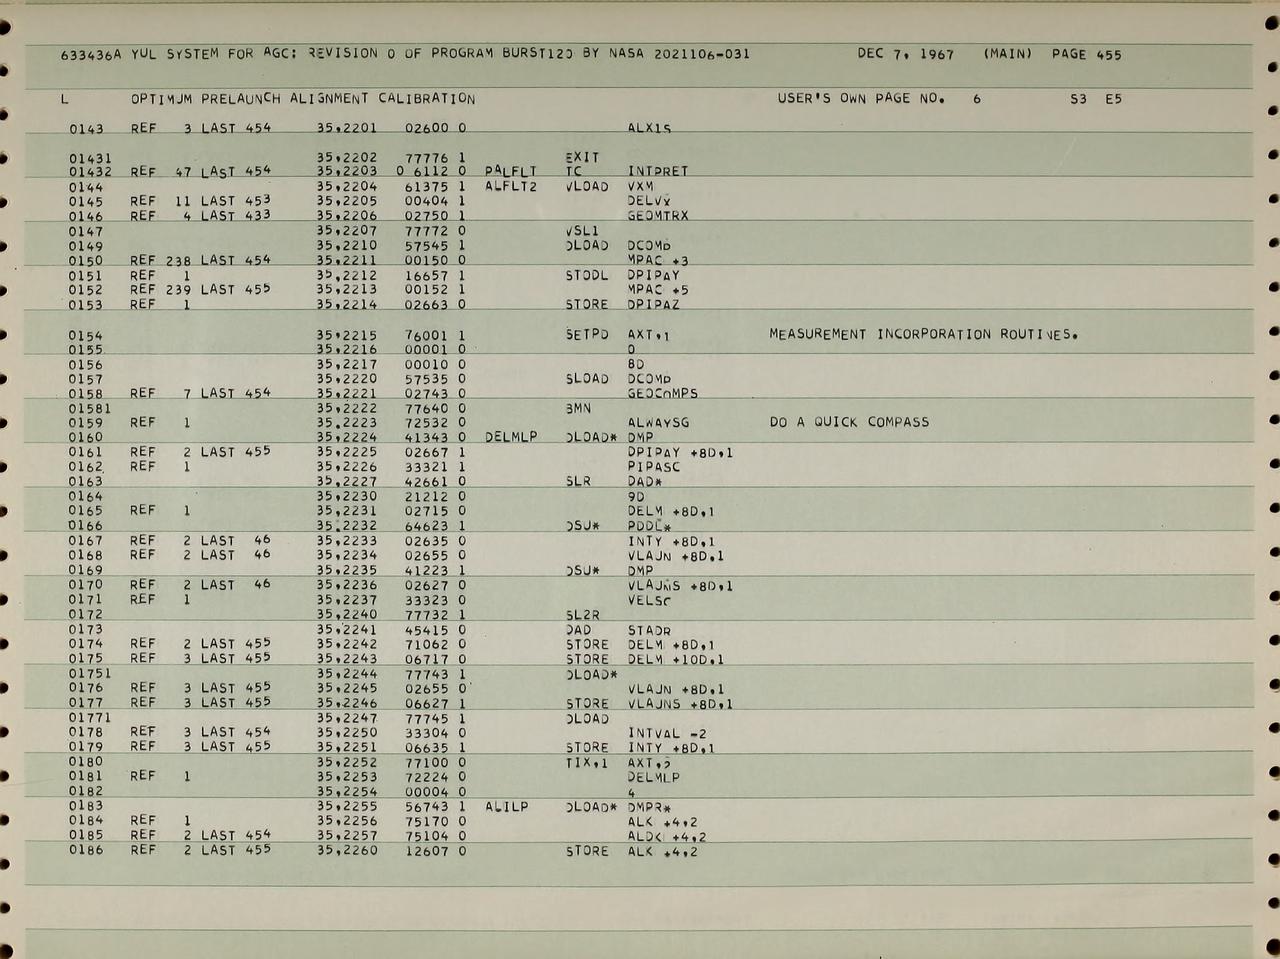 633436A YUL SYSTEM FOR AGC: REVISION 0 OF PROGRAM BURST120 BY NASA 2021106-031 DEC 7, 1967 (MAIN) PAGE 455
L OPTIMUM PRELAUNCH ALIGNMENT CALIBRATION USER'S OWN PAGE NO. 6 S3 E5
0143 REF 3 LAST 454 35,2201 02600 0 ALX1S
01431 35,2202 77776 1 EXIT
01432 REF 47 LAST 454 35,2203 0 6112 0 PALFLT TC INTPRET
0144 35,2204 61375 1 ALFLT2 VLOAD VXM
0145 REF 11 LAST 453 35,2205 00404 1 DELVX
0146 REF 4 LAST 433 35,2206 02750 1 GEOMTRX
0147 35,2207 77772 0 VSL1
0149 35,2210 57545 1 DLOAD DCOMP
0150 REF 238 LAST 454 35,2211 00150 0 MPAC +3
0151 REF 1 35,2212 16657 1 STODL DPIPAY
0152 REF 239 LAST 455 35,2213 00152 1 MPAC +5
0153 REF 1 35,2214 02663 0 STORE DPIPAZ
0154 35,2215 76001 1 SETPD AXT,1 MEASUREMENT INCORPORATION ROUTINES.
0155 35,2216 00001 0 0
0156 35,2217 00010 0 8D
0157 35,2220 57535 0 SLOAD DCOMP
0158 REF 7 LAST 454 35,2221 02743 0 GEOCOMPS
01581 35,2222 77640 0 BMN
0159 REF 1 35,2223 72532 0 ALWAYSG DO A QUICK COMPASS
0160 35,2224 41343 0 DELMLP DLOAD* DMP
0161 REF 2 LAST 455 35,2225 02667 1 DPIPAY +8D,1
0162 REF 1 35,2226 33321 1 PIPASC
0163 35,2227 42661 0 SLR DAD*
0164 35,2230 21212 0 9D
0165 REF 1 35,2231 02715 0 DELM +8D,1
0166 35,2232 64623 1 DSU* PDDL*
0167 REF 2 LAST 46 35,2233 02635 0 INTY +8D,1
0168 REF 2 LAST 46 35,2234 02655 0 VLAUN +8D,1
0169 35,2235 41223 1 DSU* DMP
0170 REF 2 LAST 46 35,2236 02627 0 VLAUNS +8D,1
0171 REF 1 35,2237 33323 0 VELSC
0172 35,2240 77732 1 SL2R
0173 35,2241 45415 0 DAD STADR
0174 REF 2 LAST 455 35,2242 71062 0 STORE DELM +8D,1
0175 REF 3 LAST 455 35,2243 06717 0 STORE DELM +10D,1
01751 35,2244 77743 1 DLOAD*
0176 REF 3 LAST 455 35,2245 02655 0 VLAUN +8D,1
0177 REF 3 LAST 455 35,2246 06627 1 STORE VLAUNS +8D,1
01771 35,2247 77745 1 DLOAD
0178 REF 3 LAST 454 35,2250 33304 0 INTVAL -2
0179 REF 3 LAST 455 35,2251 06635 1 STORE INTY +8D,1
0180 35,2252 77100 0 TIX,1 AXT,2
0181 REF 1 35,2253 72224 0 DELMLP
0182 35,2254 00004 0 4
0183 35,2255 56743 1 ALILP DLOAD* DMPR*
0184 REF 1 35,2256 75170 0 ALK +4,2
0185 REF 2 LAST 454 35,2257 75104 0 ALDK +4,2
0186 REF 2 LAST 455 35,2260 12607 0 STORE ALK +4,2